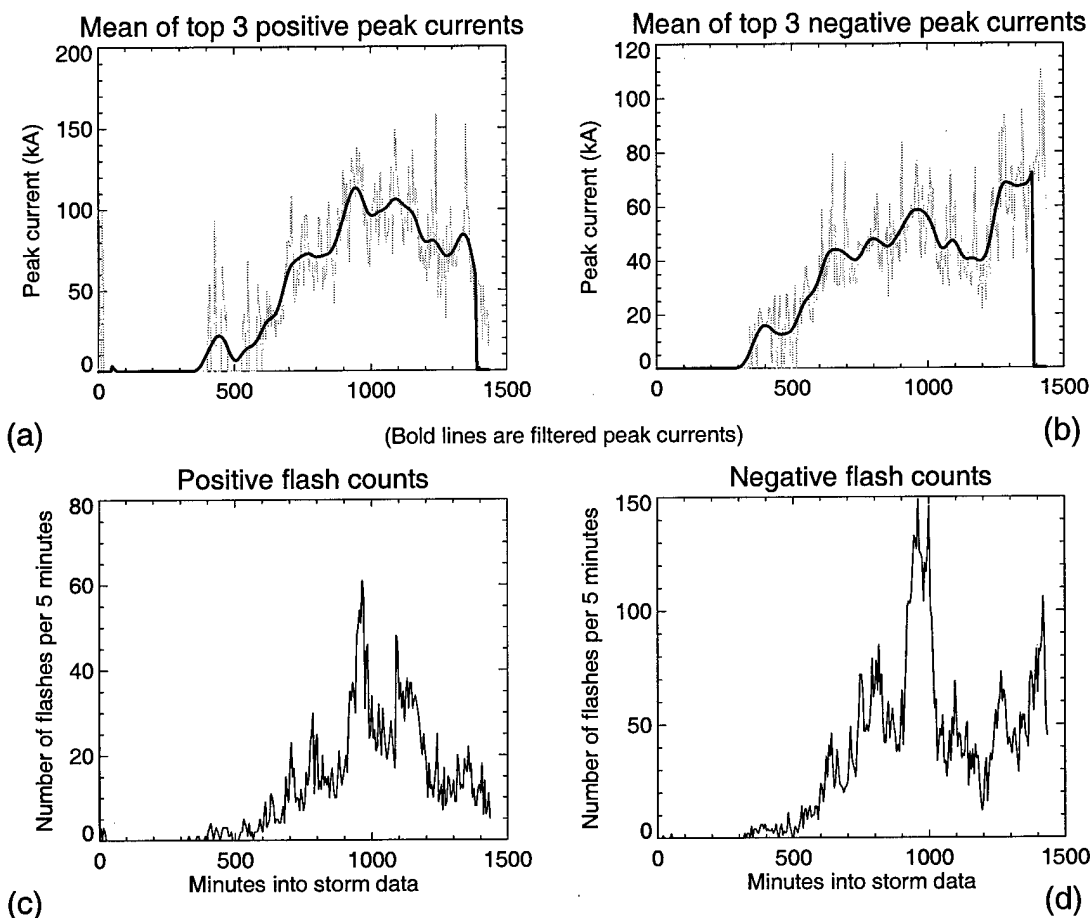 Mean of top 3 positive peak currents
200
150
100
50
0
Peak current (kA)
0 500 1000 1500
(a)
Mean of top 3 negative peak currents
120
100
80
60
40
20
0
Peak current (kA)
0 500 1000 1500
(b)
(Bold lines are filtered peak currents)
Positive flash counts
80
60
40
20
0
Number of flashes per 5 minutes
0 500 1000 1500
Minutes into storm data
(c)
Negative flash counts
150
100
50
0
Number of flashes per 5 minutes
0 500 1000 1500
Minutes into storm data
(d)